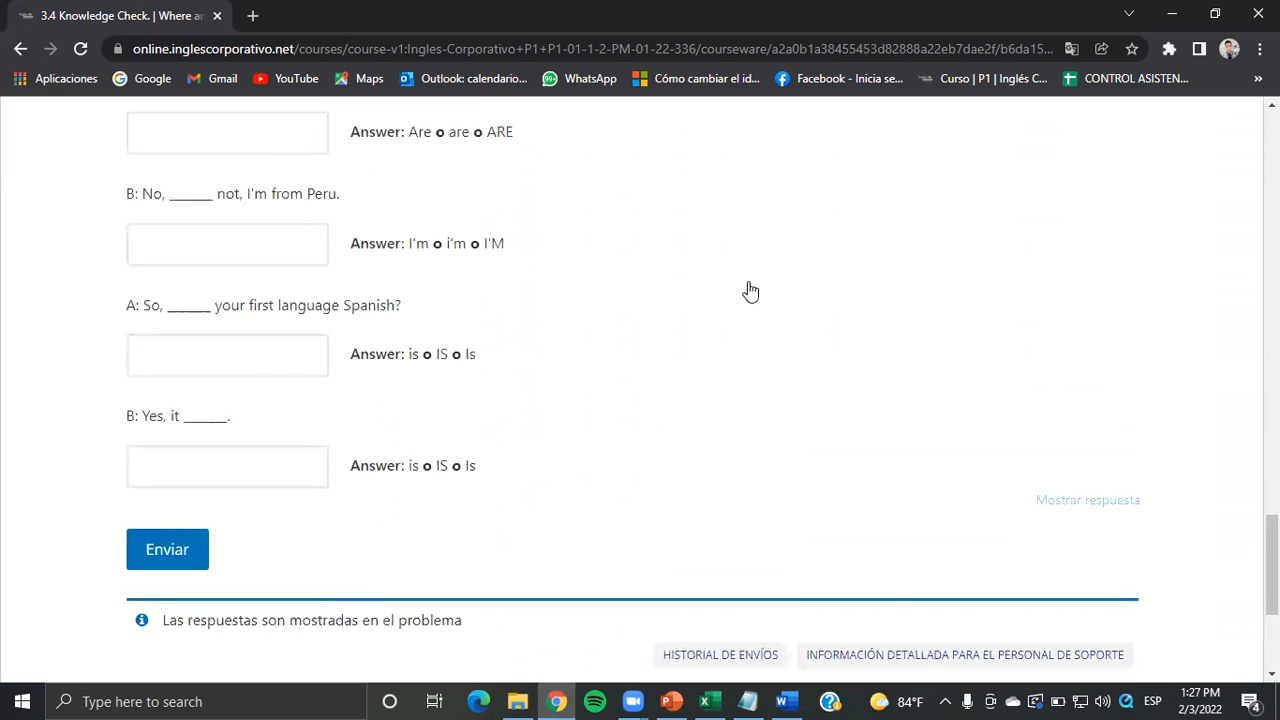 3.4 Knowledge Check. | Where ar
online.inglescorporativo.net/courses/course-v1:Ingles-Corporativo+P1+P1-01-1-2-PM-01-22-336/courseware/a2a0b1a38455453d82888a22eb7dae2f/b6da15...
Aplicaciones Google Gmail YouTube Maps Outlook: calendario... WhatsApp Cómo cambiar el id... Facebook - Inicia se... Curso | P1 | Inglés C... CONTROL ASISTEN... »
Answer: Are o are o ARE
B: No, ______ not, I'm from Peru.
Answer: I'm o i'm o I'M
A: So, ______ your first language Spanish?
Answer: is o IS o Is
B: Yes, it ______.
Answer: is o IS o Is
Mostrar respuesta
Enviar
Las respuestas son mostradas en el problema
HISTORIAL DE ENVÍOS INFORMACIÓN DETALLADA PARA EL PERSONAL DE SOPORTE
Type here to search 84°F ESP 1:27 PM
2/3/2022 4